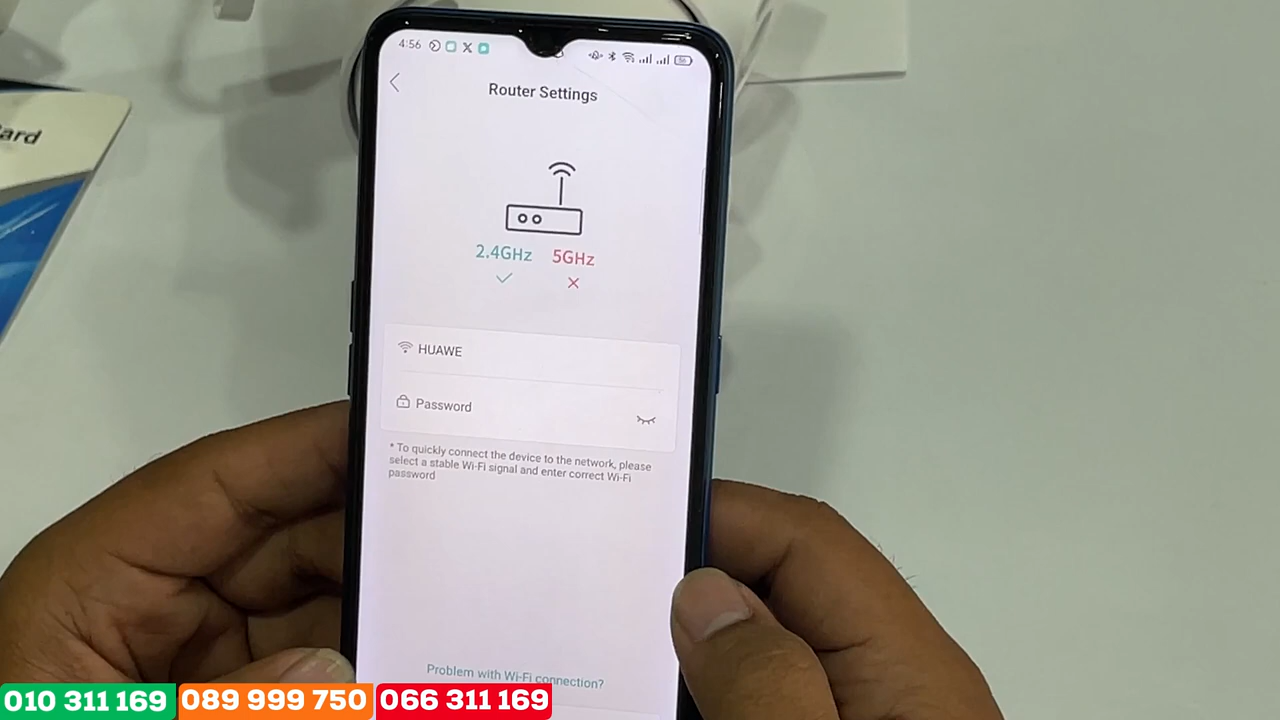 ard
4:56
56
Router Settings
2.4GHz 5GHz
HUAWE
Password
* To quickly connect the device to the network, please
select a stable Wi-Fi signal and enter correct Wi-Fi
password
Problem with Wi-Fi connection?
010 311 169 089 999 750 066 311 169